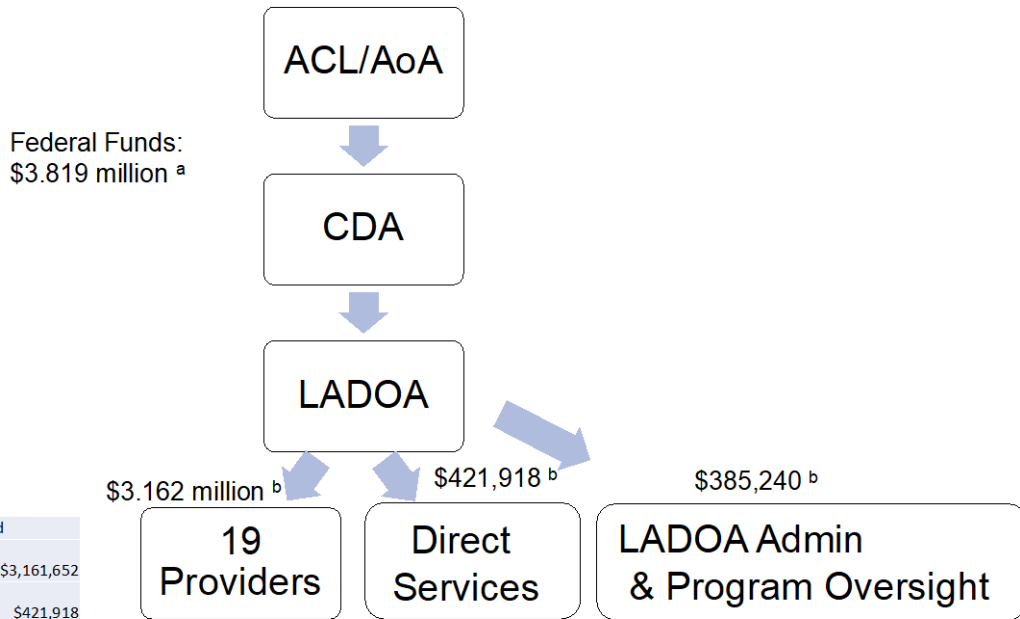 ACL/AoA
Federal Funds:
$3.819 million ᵃ
CDA
LADOA
$3.162 million ᵇ
$421,918 ᵇ
$385,240 ᵇ
19
Providers
Direct
Services
LADOA Admin
& Program Oversight
$3,161,652
$421,918